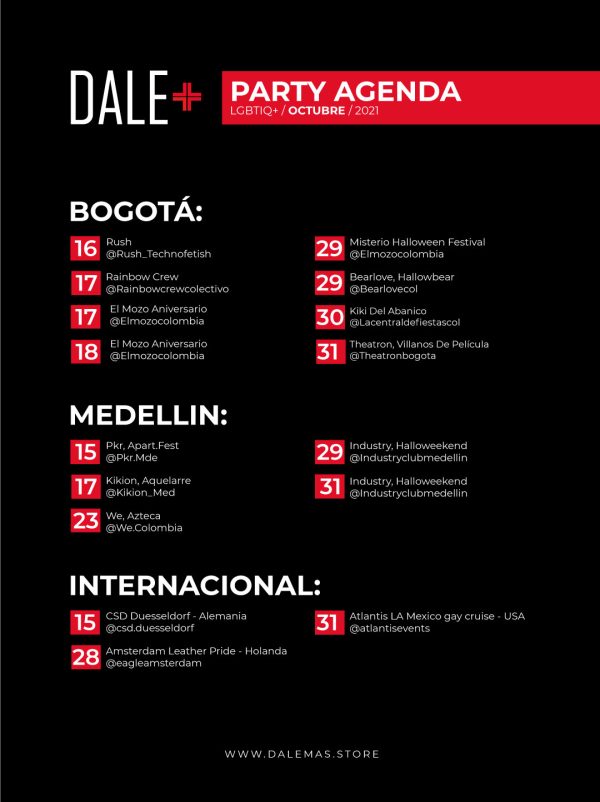 DALE+
PARTY AGENDA
LGBTIQ+ / OCTUBRE / 2021
BOGOTÁ:
16
Rush
@Rush_Technofetish
17
Rainbow Crew
@Rainbowcrewcolectivo
17
El Mozo Aniversario
@Elmozocolombia
18
El Mozo Aniversario
@Elmozocolombia
29
Misterio Halloween Festival
@Elmozocolombia
29
Bearlove, Hallowbear
@Bearlovecol
30
Kiki Del Abanico
@Lacentraldefiestascol
31
Theatron, Villanos De Película
@Theatronbogota
MEDELLIN:
15
Pkr, Apart.Fest
@Pkr.Mde
17
Kikion, Aquelarre
@Kikion_Med
23
We, Azteca
@We.Colombia
29
Industry, Halloweekend
@Industryclubmedellin
31
Industry, Halloweekend
@Industryclubmedellin
INTERNACIONAL:
15
CSD Duesseldorf - Alemania
@csd.duesseldorf
28
Amsterdam Leather Pride - Holanda
@eagleamsterdam
31
Atlantis LA Mexico gay cruise - USA
@atlantisevents
WWW.DALEMAS.STORE